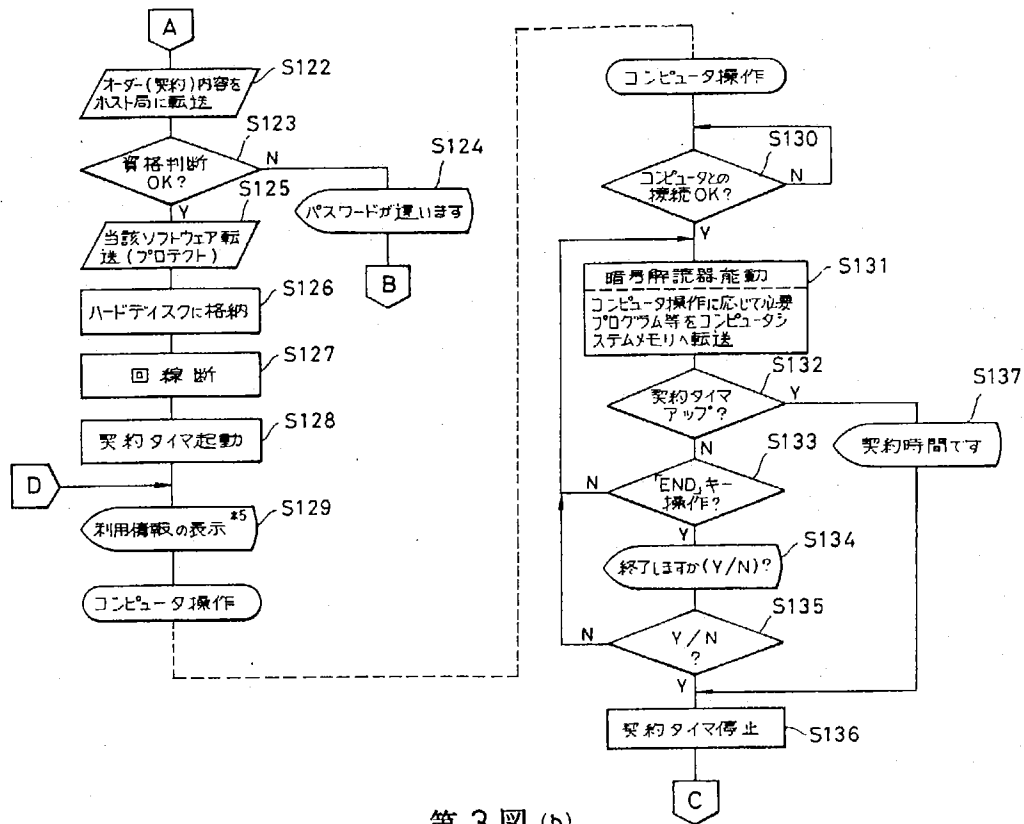 A
オーダー(契約)内容を
ホスト局に転送
S122
資格判断
OK?
S123
N
Y
S124
パスワードが違います
B
S125
当該ソフトウェア転
送(プロテクト)
S126
ハードディスクに格納
S127
回線断
S128
契約タイマ起動
D
S129
利用情報の表示*5
コンピュータ操作
コンピュータ操作
S130
コンピュータとの
接続OK?
N
Y
S131
暗号解読器能動
コンピュータ操作に応じて必要
プログラム等をコンピュータシ
ステムメモリへ転送
S132
契約タイマ
アップ?
Y
N
S137
契約時間です
S133
「END」キー
操作?
N
Y
S134
終了しますか(Y/N)?
S135
Y/N
?
N
Y
契約タイマ停止
S136
C
第3図(b)